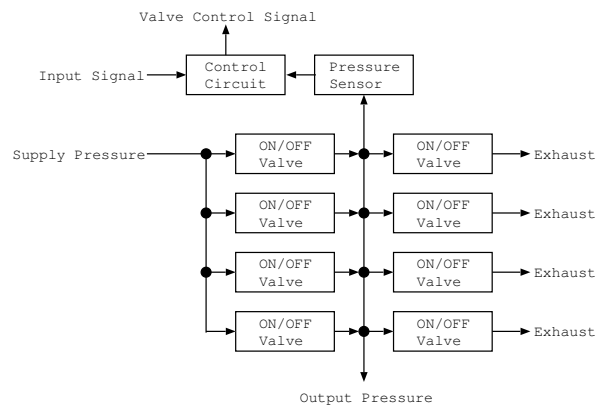 Valve Control Signal
Input Signal
Control
Circuit
Pressure
Sensor
Supply Pressure
ON/OFF
Valve
ON/OFF
Valve
Exhaust
ON/OFF
Valve
ON/OFF
Valve
Exhaust
ON/OFF
Valve
ON/OFF
Valve
Exhaust
ON/OFF
Valve
ON/OFF
Valve
Exhaust
Output Pressure